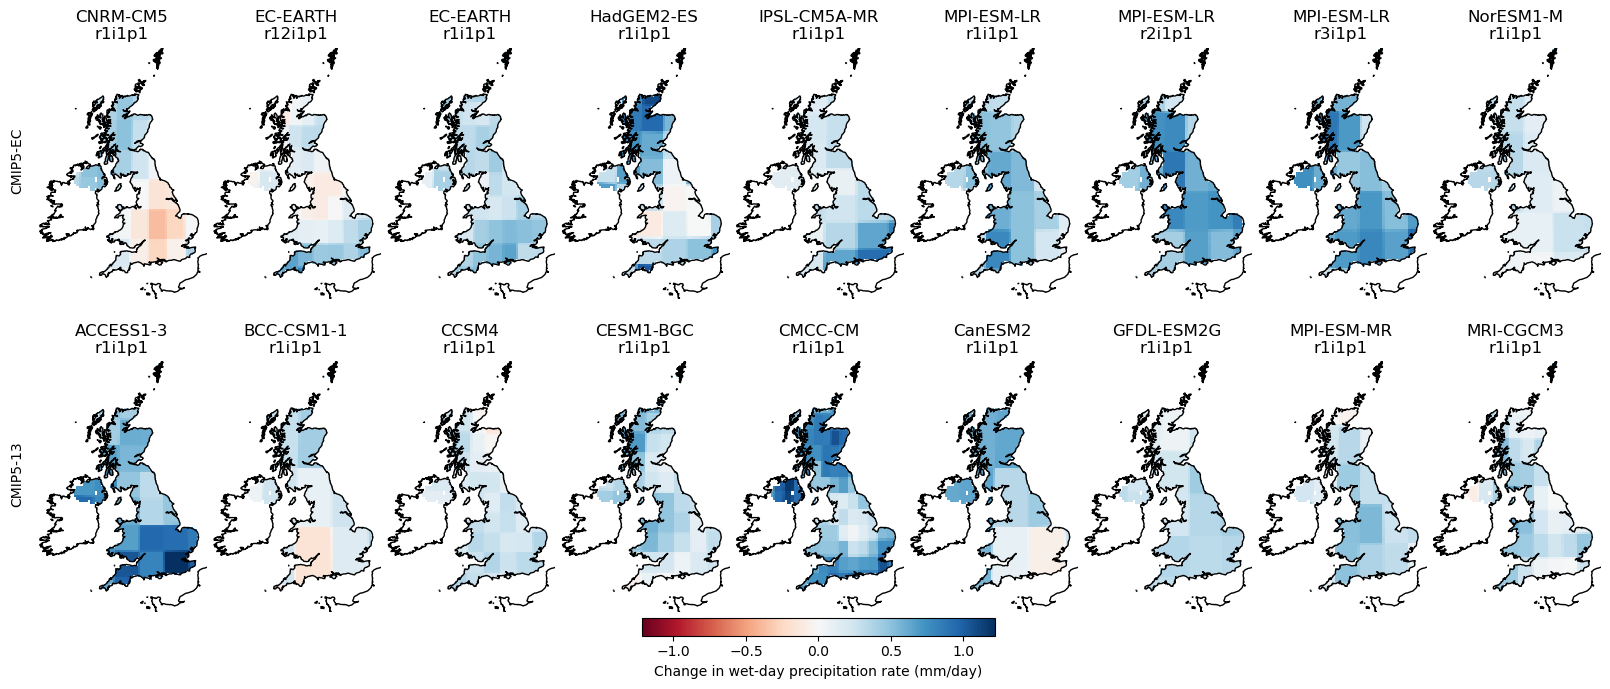 CNRM-CM5
r1i1p1
EC-EARTH
r12i1p1
EC-EARTH
r1i1p1
HadGEM2-ES
r1i1p1
IPSL-CM5A-MR
r1i1p1
MPI-ESM-LR
r1i1p1
MPI-ESM-LR
r2i1p1
MPI-ESM-LR
r3i1p1
NorESM1-M
r1i1p1
CMIP5-EC
ACCESS1-3
r1i1p1
BCC-CSM1-1
r1i1p1
CCSM4
r1i1p1
CESM1-BGC
r1i1p1
CMCC-CM
r1i1p1
CanESM2
r1i1p1
GFDL-ESM2G
r1i1p1
MPI-ESM-MR
r1i1p1
MRI-CGCM3
r1i1p1
CMIP5-13
−1.0 −0.5 0.0 0.5 1.0
Change in wet-day precipitation rate (mm/day)